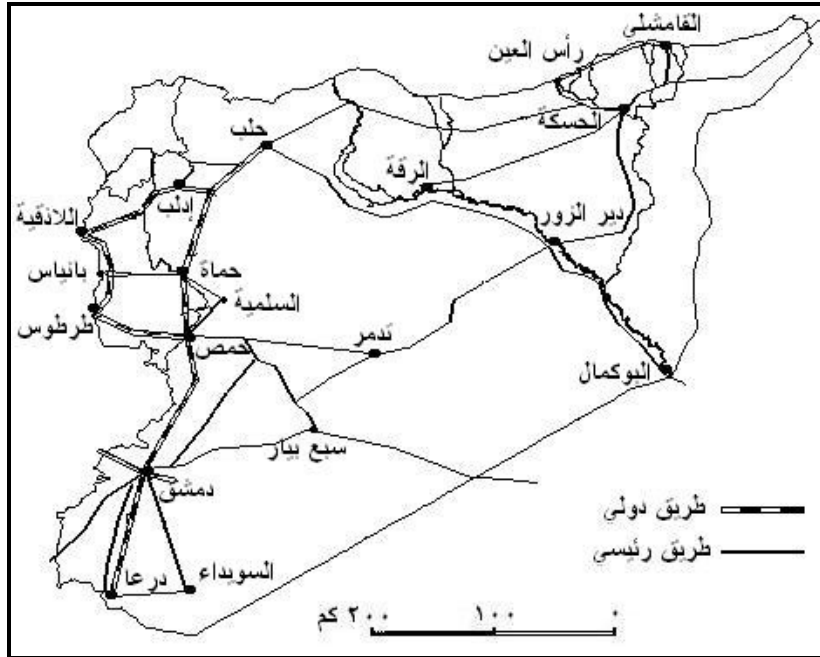 القامشلي
رأس العين
الحسكة
حلب
الرقة
إدلب
اللاذقية
دير الزور
حماة
بانياس
السلمية
طرطوس
حمص
تدمر
البوكمال
سبع بيار
دمشق
السويداء
درعا
طريق دولي
طريق رئيسي
٢٠٠ كم ١٠٠ ٠